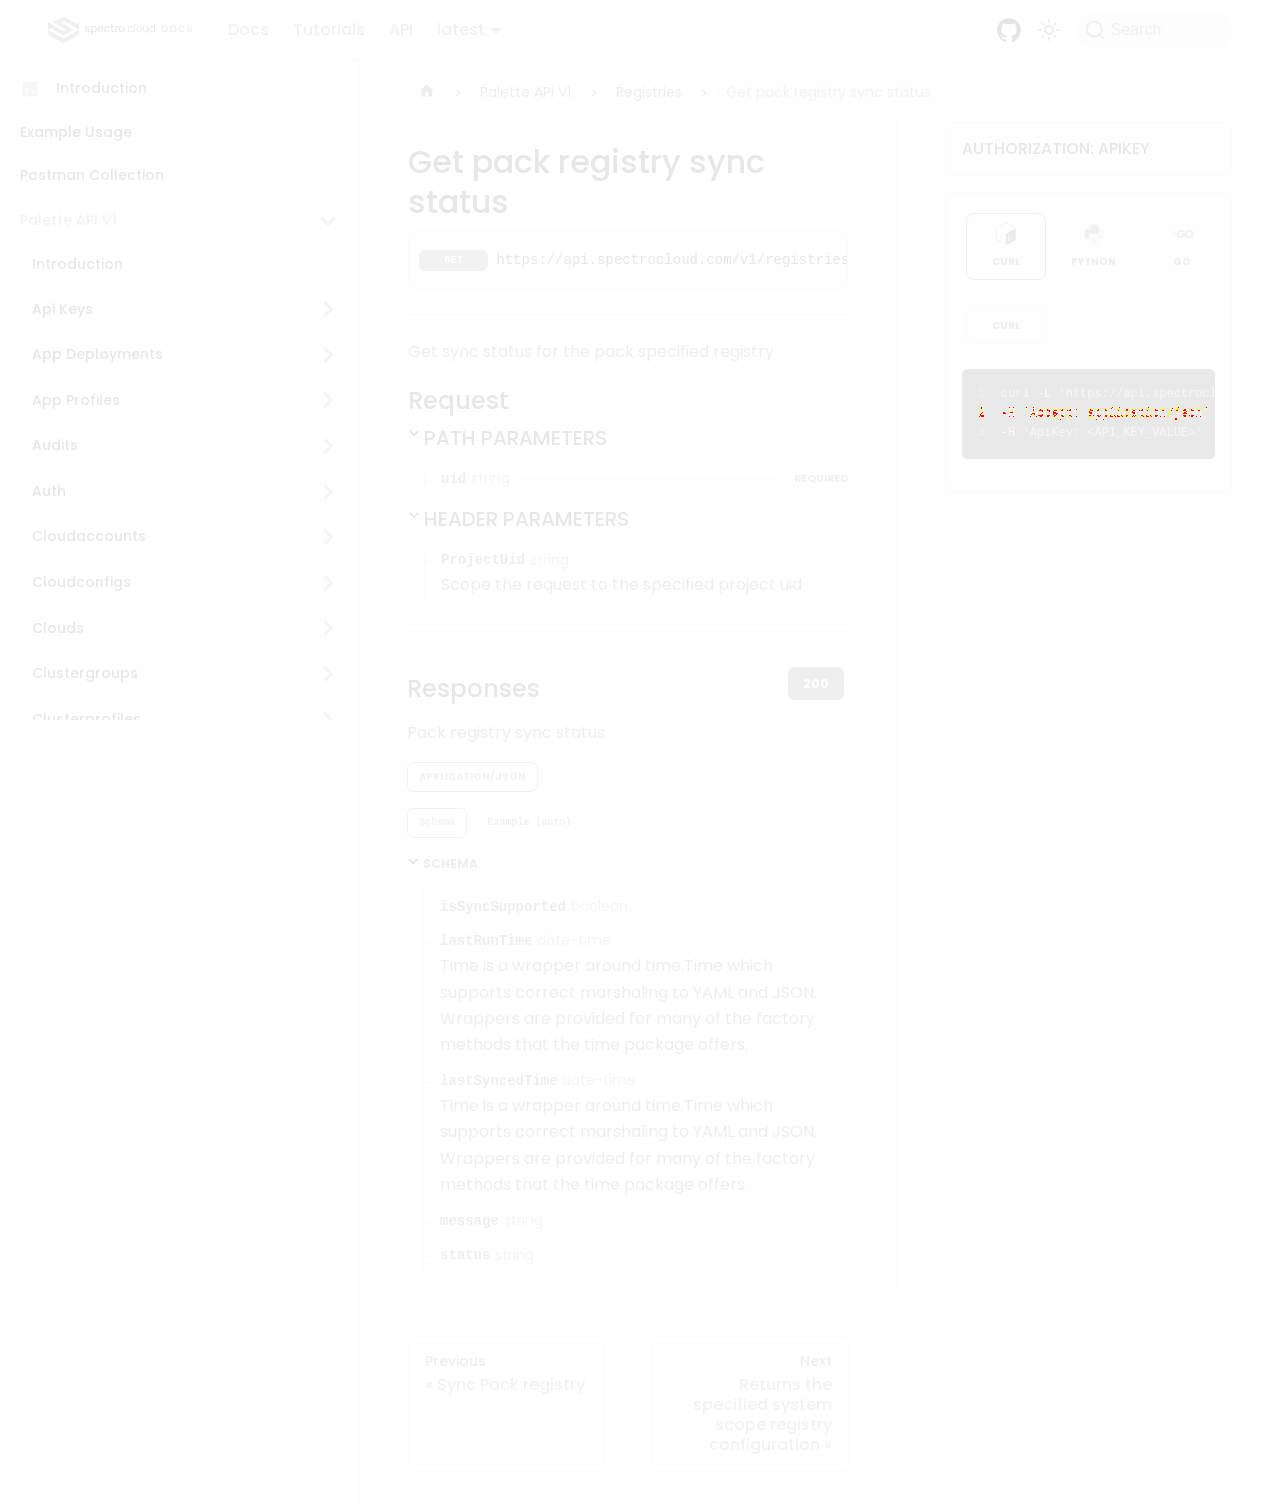 spectro cloud DOCS
Docs
Tutorials
API
latest
Search
Introduction
Example Usage
Postman Collection
Palette API V1
Introduction
Api Keys
App Deployments
App Profiles
Audits
Auth
Cloudaccounts
Cloudconfigs
Clouds
Clustergroups
Clusterprofiles
Palette API V1
Registries
Get pack registry sync status
Get pack registry sync
status
GET https://api.spectrocloud.com/v1/registries
Get sync status for the pack specified registry
Request
PATH PARAMETERS
uid string REQUIRED
HEADER PARAMETERS
ProjectUid string
Scope the request to the specified project uid
Responses
200
Pack registry sync status
APPLICATION/JSON
Schema
Example (auto)
SCHEMA
isSyncSupported boolean
lastRunTime date-time
Time is a wrapper around time.Time which
supports correct marshaling to YAML and JSON.
Wrappers are provided for many of the factory
methods that the time package offers.
lastSyncedTime date-time
Time is a wrapper around time.Time which
supports correct marshaling to YAML and JSON.
Wrappers are provided for many of the factory
methods that the time package offers.
message string
status string
Previous
« Sync Pack registry
Next
Returns the
specified system
scope registry
configuration »
AUTHORIZATION: APIKEY
CURL
PYTHON
GO
CURL
1 curl -L 'https://api.spectrocl
2 -H 'Accept: application/json'
3 -H 'ApiKey: <API_KEY_VALUE>'